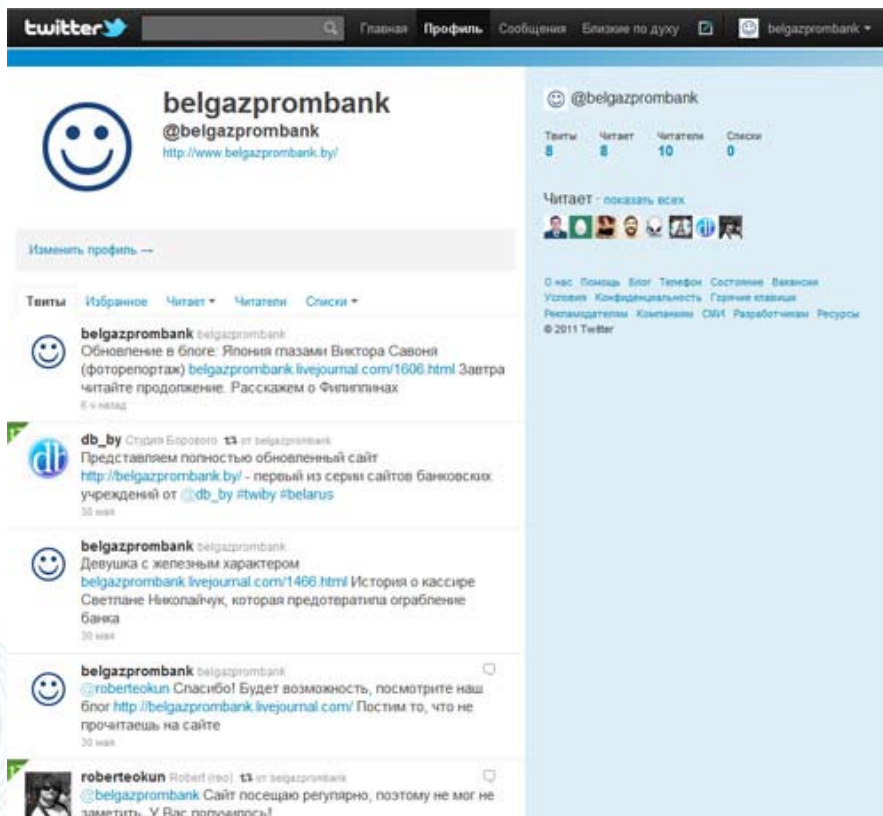 twitter
Главная Профиль Сообщения Близкие по духу belgazprombank
belgazprombank
@belgazprombank
http://www.belgazprombank.by/
Изменить профиль →
Твиты Избранное Читает Читатели Списки
belgazprombank belgazprombank
Обновление в блоге: Япония глазами Виктора Савоня
(фоторепортаж) belgazprombank.livejournal.com/1606.html Завтра
читайте продолжение. Расскажем о Филиппинах
6 ч назад
db_by Студия Борового от belgazprombank
Представляем полностью обновленный сайт
http://belgazprombank.by/ - первый из серии сайтов банковских
учреждений от @db_by #twiby #belarus
30 мая
belgazprombank belgazprombank
Девушка с железным характером
belgazprombank.livejournal.com/1466.html История о кассире
Светлане Николайчук, которая предотвратила ограбление
банка
30 мая
belgazprombank belgazprombank
@roberteokun Спасибо! Будет возможность, посмотрите наш
блог http://belgazprombank.livejournal.com/ Постим то, что не
прочитаешь на сайте
30 мая
roberteokun Robert (reo) от belgazprombank
@belgazprombank Сайт посещаю регулярно, поэтому не мог не
заметить. У Вас получилось!
@belgazprombank
Твиты Читает Читатели Списки
8 8 10 0
Читает · показать всех
О нас Помощь Блог Телефон Состояние Вакансии
Условия Конфиденциальность Горячие клавиши
Рекламодателям Компаниям СМИ Разработчикам Ресурсы
© 2011 Twitter